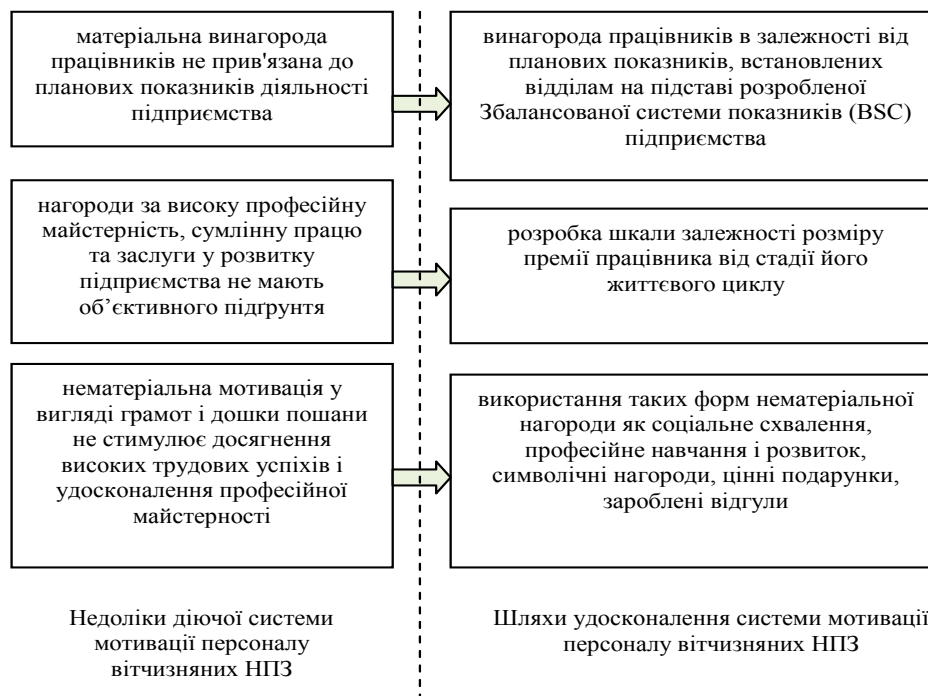 матеріальна винагорода
працівників не прив'язана до
планових показників діяльності
підприємства
винагорода працівників в залежності від
планових показників, встановлених
відділам на підставі розробленої
Збалансованої системи показників (BSC)
підприємства
нагороди за високу професійну
майстерність, сумлінну працю
та заслуги у розвитку
підприємства не мають
об’єктивного підґрунтя
розробка шкали залежності розміру
премії працівника від стадії його
життєвого циклу
нематеріальна мотивація у
вигляді грамот і дошки пошани
не стимулює досягнення
високих трудових успіхів і
удосконалення професійної
майстерності
використання таких форм нематеріальної
нагороди як соціальне схвалення,
професійне навчання і розвиток,
символічні нагороди, цінні подарунки,
зароблені відгули
Недоліки діючої системи
мотивації персоналу
вітчизняних НПЗ
Шляхи удосконалення системи мотивації
персоналу вітчизняних НПЗ